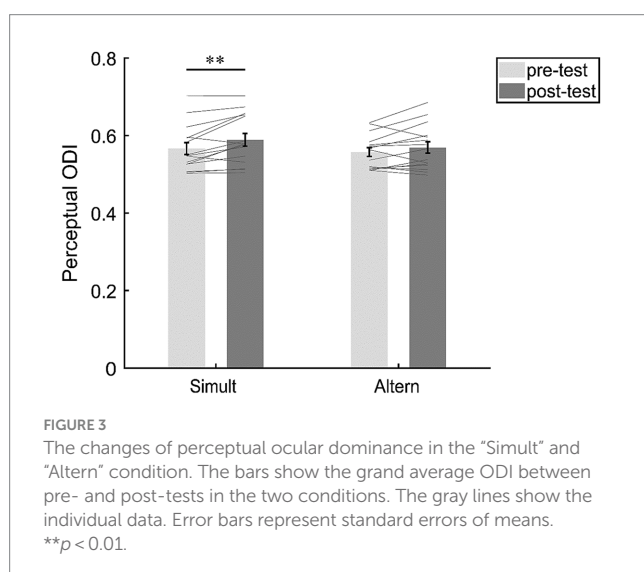 0.8
**
pre-test
post-test
0.6
Perceptual ODI
0.4
0.2
0
Simult
Altern
FIGURE 3
The changes of perceptual ocular dominance in the “Simult” and
“Altern” condition. The bars show the grand average ODI between
pre- and post-tests in the two conditions. The gray lines show the
individual data. Error bars represent standard errors of means.
**p < 0.01.